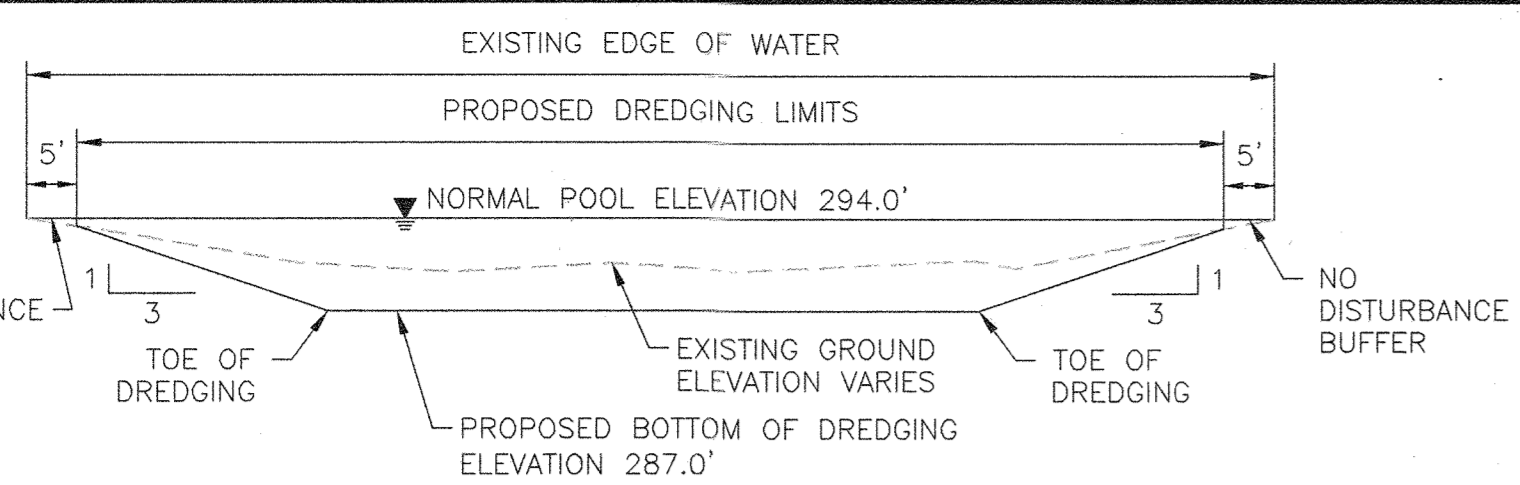 EXISTING EDGE OF WATER
PROPOSED DREDGING LIMITS
5'
5'
NORMAL POOL ELEVATION 294.0'
1
3
NCE
TOE OF
DREDGING
EXISTING GROUND
ELEVATION VARIES
PROPOSED BOTTOM OF DREDGING
ELEVATION 287.0'
1
3
TOE OF
DREDGING
NO
DISTURBANCE
BUFFER